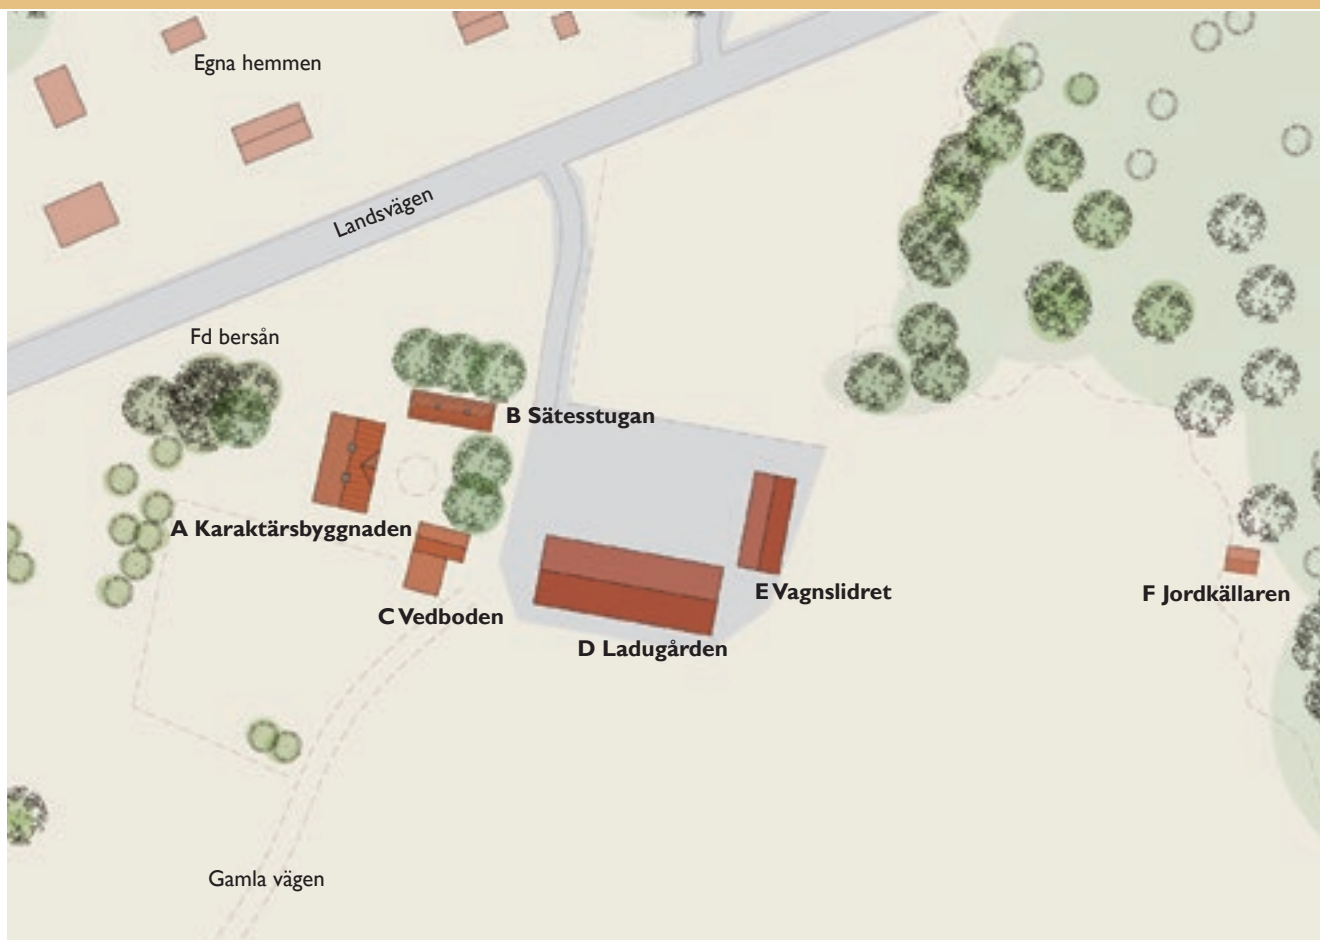 Egna hemmen
Landsvägen
Fd bersån
B Sätesstugan
A Karaktärsbyggnaden
E Vagnslidret
F Jordkällaren
C Vedboden
D Ladugården
Gamla vägen